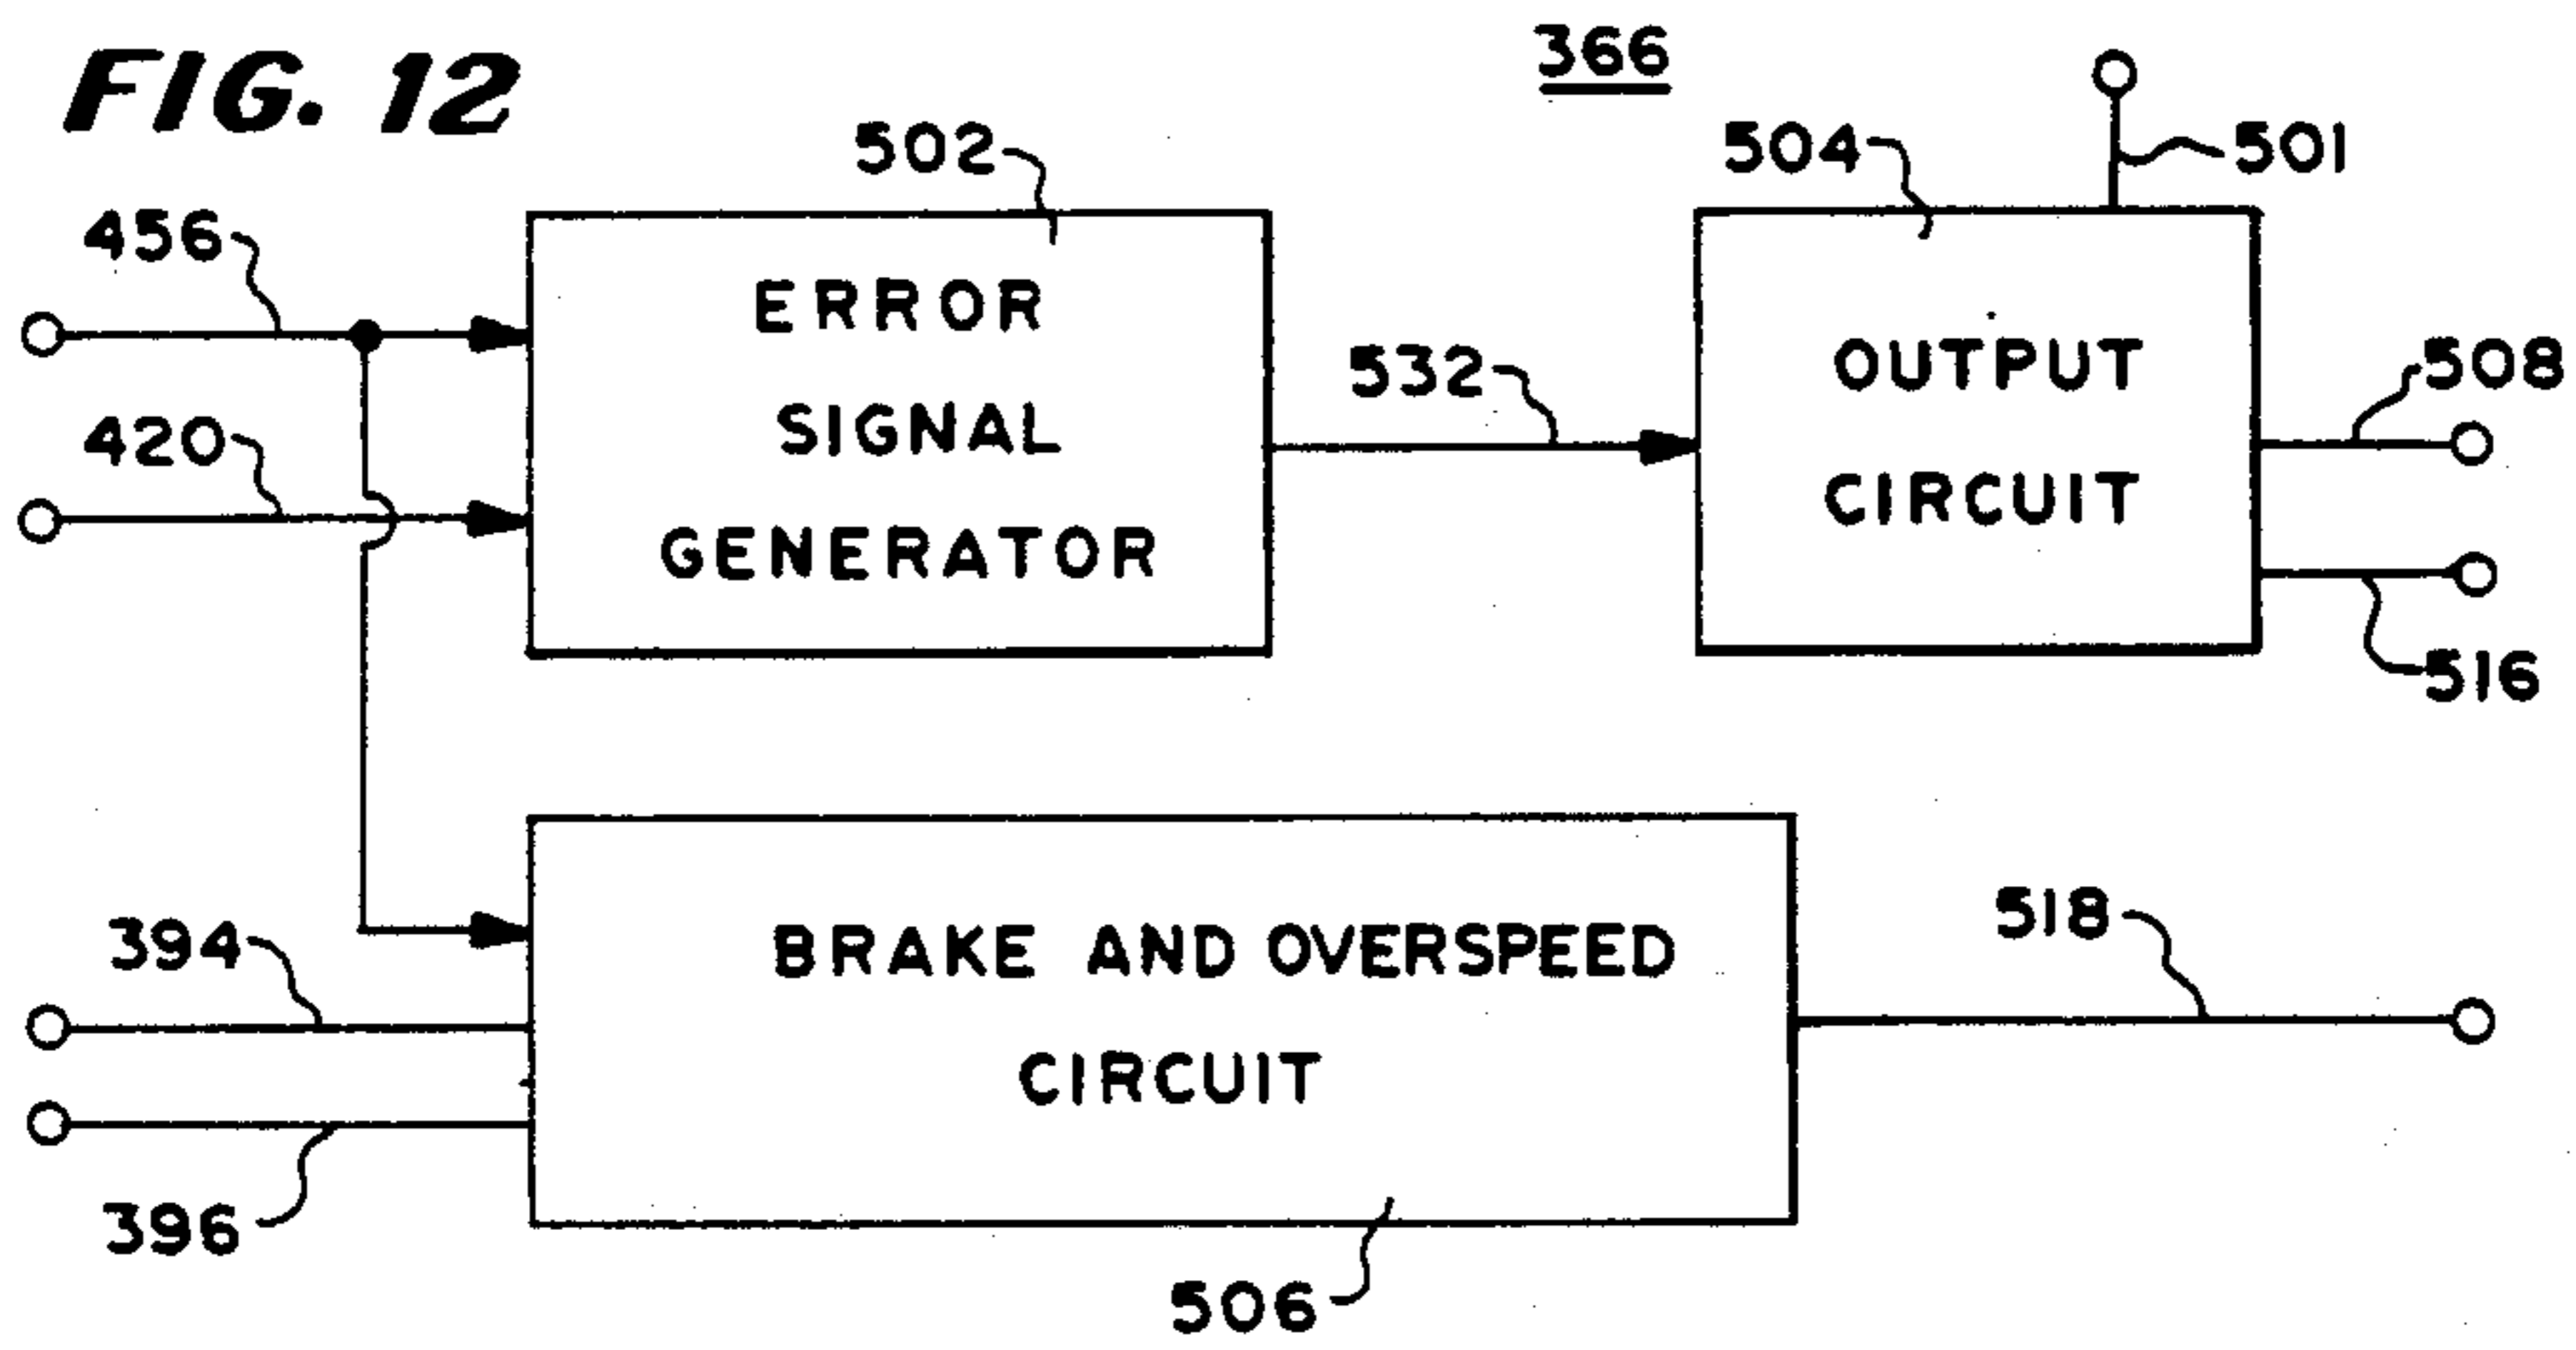 FIG. 12
366
502
504
501
456
ERROR
SIGNAL
GENERATOR
420
532
OUTPUT
CIRCUIT
508
516
394
BRAKE AND OVERSPEED
CIRCUIT
518
396
506